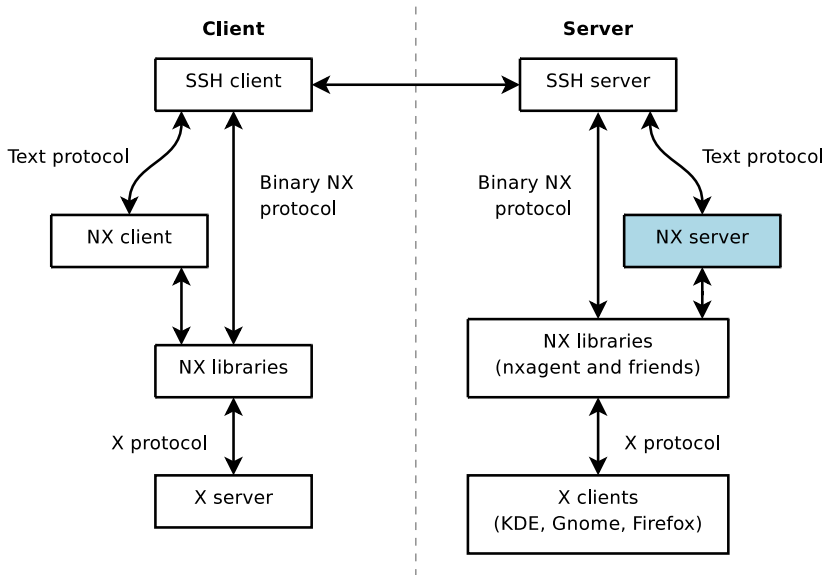 Client
Server
SSH client
SSH server
Text protocol
Binary NX
protocol
Binary NX
protocol
Text protocol
NX client
NX server
NX libraries
NX libraries
(nxagent and friends)
X protocol
X protocol
X server
X clients
(KDE, Gnome, Firefox)